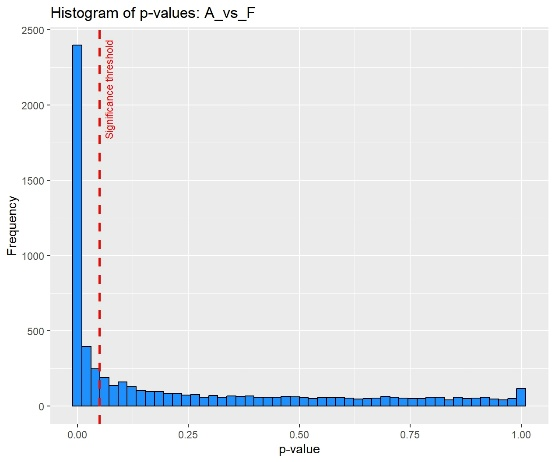 Histogram of p-values: A_vs_F
2500
2000
1500
1000
500
0
Frequency
Significance threshold
0.00
0.25
0.50
0.75
1.00
p-value